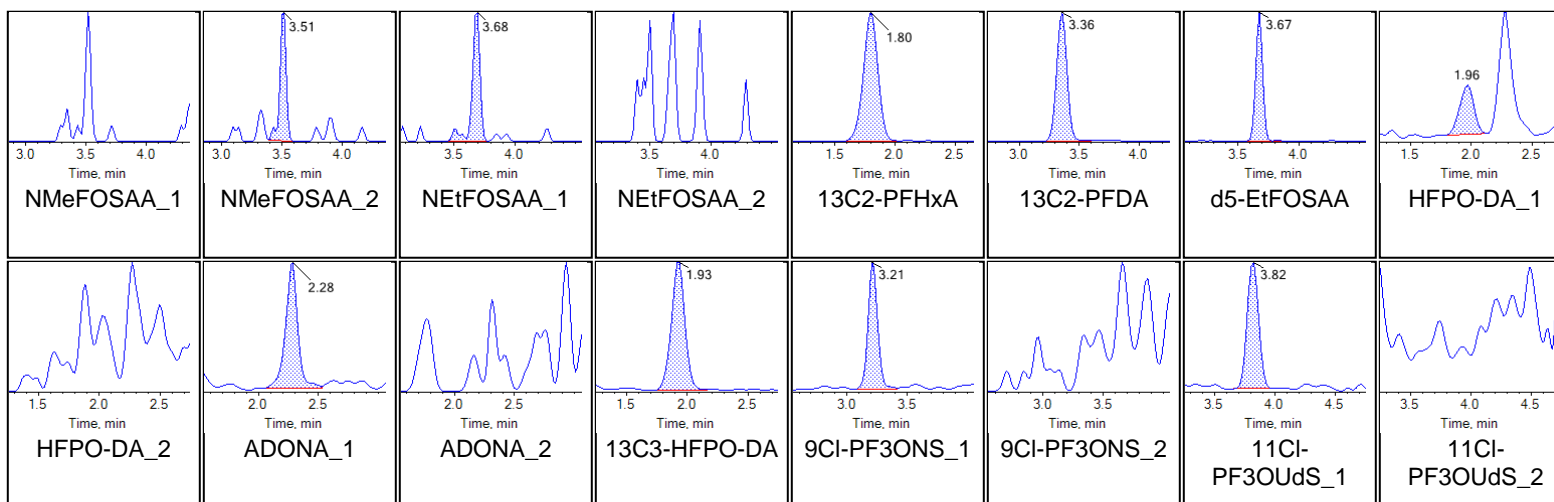 3.51
3.68
1.80
3.36
3.67
1.96
3.0 3.5 4.0
3.0 3.5 4.0
3.5 4.0
3.5 4.0
1.5 2.0 2.5
3.0 3.5 4.0
3.5 4.0
1.5 2.0 2.5
Time, min
Time, min
Time, min
Time, min
Time, min
Time, min
Time, min
Time, min
NMeFOSAA_1
NMeFOSAA_2
NEtFOSAA_1
NEtFOSAA_2
13C2-PFHxA
13C2-PFDA
d5-EtFOSAA
HFPO-DA_1
2.28
1.93
3.21
3.82
1.5 2.0 2.5
2.0 2.5
2.0 2.5
1.5 2.0 2.5
3.0 3.5
3.0 3.5
3.5 4.0 4.5
3.5 4.0 4.5
Time, min
Time, min
Time, min
Time, min
Time, min
Time, min
Time, min
Time, min
HFPO-DA_2
ADONA_1
ADONA_2
13C3-HFPO-DA
9Cl-PF3ONS_1
9Cl-PF3ONS_2
11Cl-
PF3OUdS_1
11Cl-
PF3OUdS_2